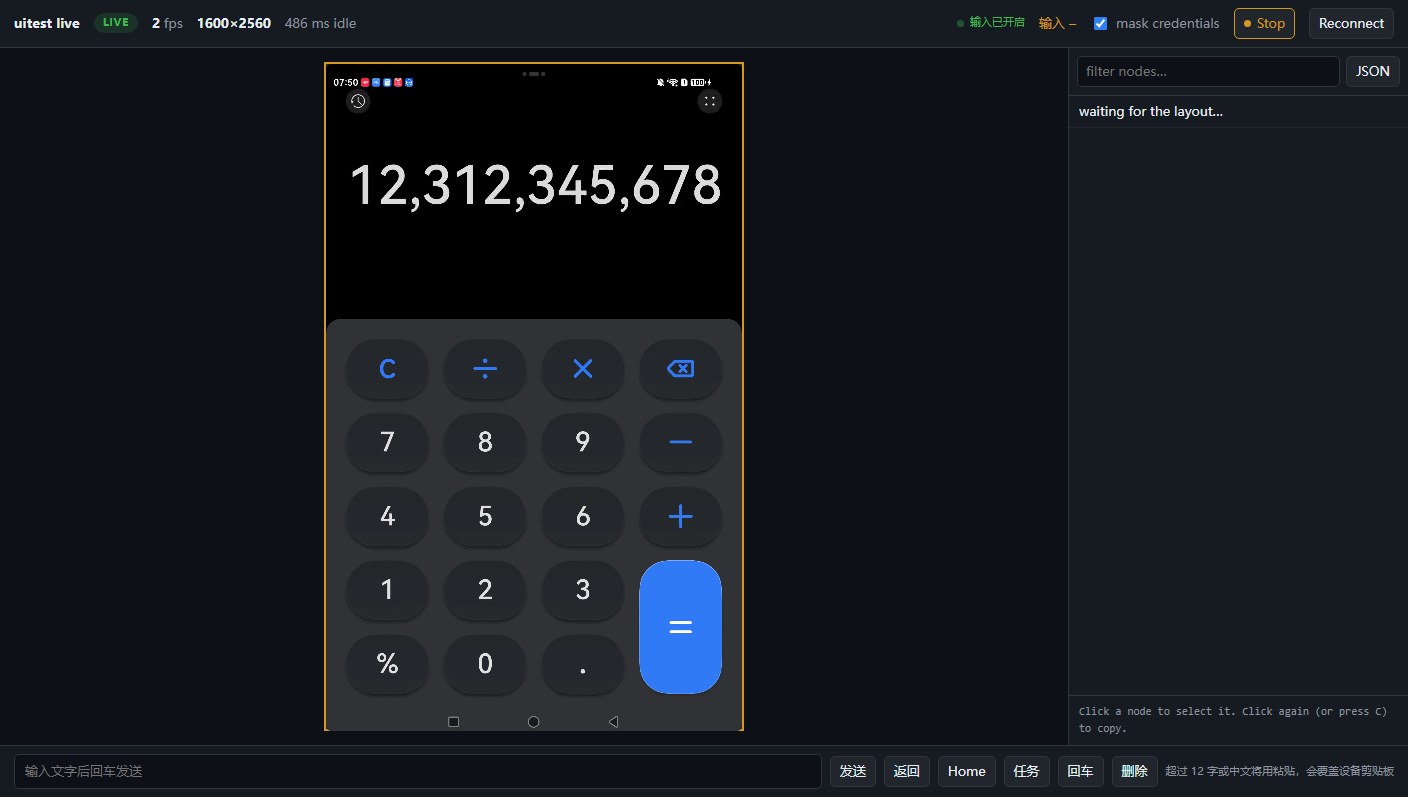 uitest live LIVE 2 fps 1600×2560 486 ms idle 输入已开启 输入 – mask credentials Stop Reconnect
filter nodes... JSON
waiting for the layout...
07:50
12,312,345,678
C ÷ ×
7 8 9 −
4 5 6 +
1 2 3 =
% 0 .
Click a node to select it. Click again (or press C)
to copy.
输入文字后回车发送 发送 返回 Home 任务 回车 删除 超过 12 字或中文将用粘贴，会覆盖设备剪贴板